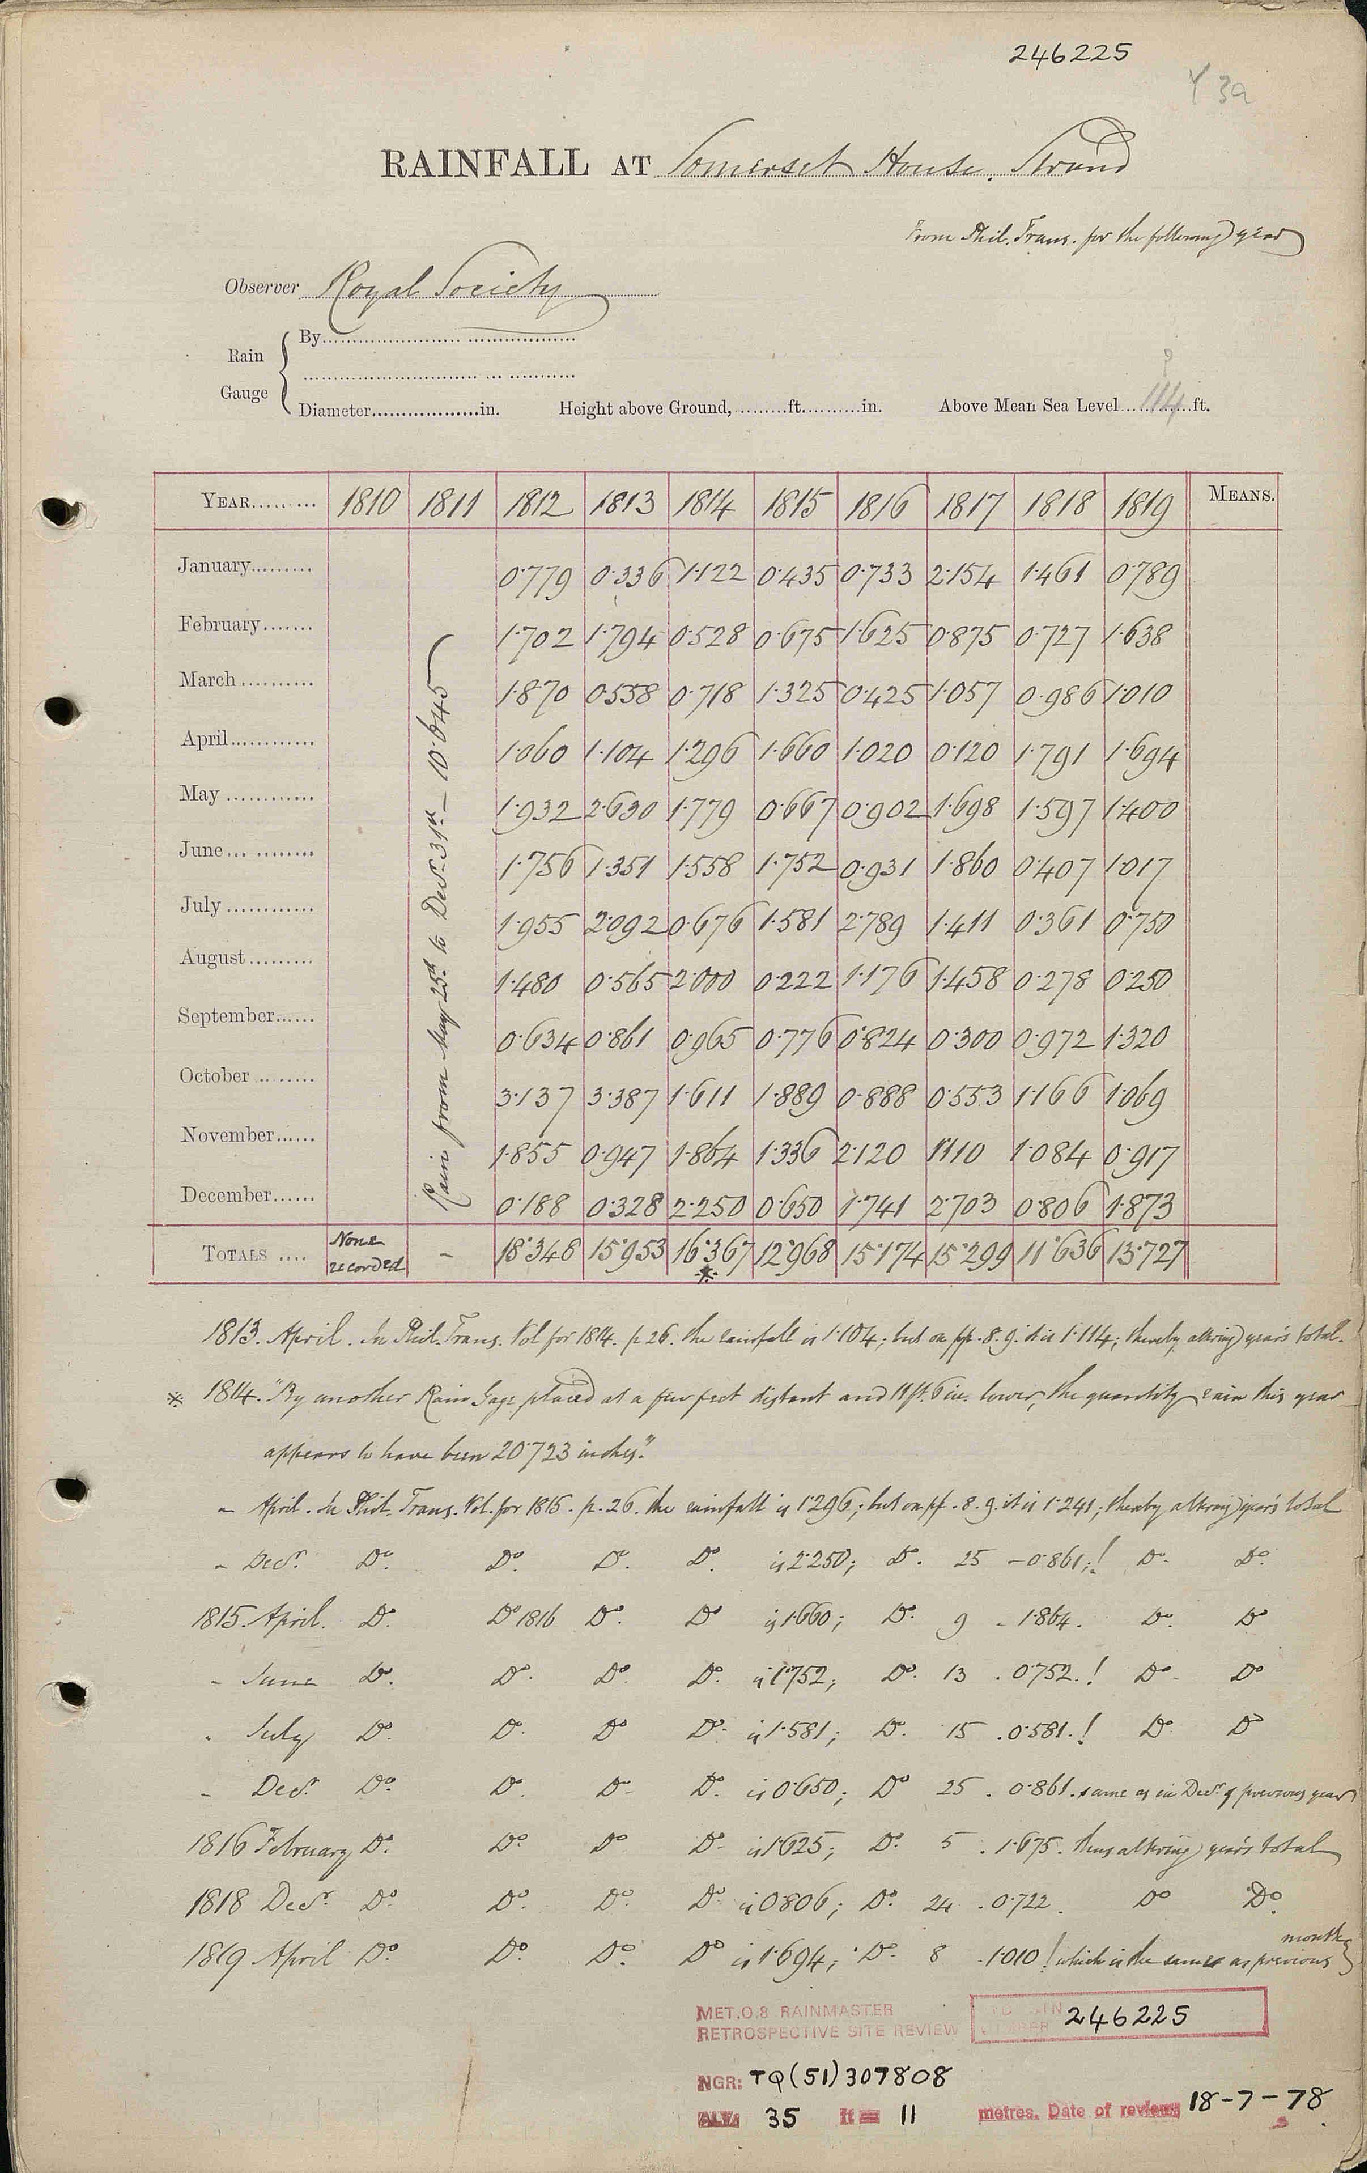 246225
Y 3a
RAINFALL AT Somerset House. Strand
From Phil. Trans. for the following year
Observer Royal Society
Rain Gauge { By
Diameter in. Height above Ground, ft. in. Above Mean Sea Level 114 ft.
?
YEAR 1810 1811 1812 1813 1814 1815 1816 1817 1818 1819 MEANS.
Rain from May 25th to Decr. 31st – 10.645
January 0.779 0.336 1.122 0.435 0.733 2.154 1.461 0.789
February 1.702 1.794 0.528 0.675 1.625 0.875 0.727 1.638
March 1.870 0.558 0.718 1.325 0.425 1.057 0.986 1.010
April 1.060 1.104 1.296 1.660 1.020 0.120 1.791 1.694
May 1.932 2.630 1.779 0.667 0.902 1.698 1.597 1.400
June 1.756 1.351 1.558 1.752 0.931 1.860 0.407 1.017
July 1.955 2.092 0.676 1.581 2.789 1.411 0.361 0.750
August 1.480 0.565 2.000 0.222 1.176 1.458 0.278 0.250
September 0.634 0.861 0.965 0.776 0.824 0.300 0.972 1.320
October 3.137 3.387 1.611 1.889 0.888 0.553 1.166 1.069
November 1.855 0.947 1.864 1.336 2.120 1.110 1.084 0.917
December 0.188 0.328 2.250 0.650 1.741 2.703 0.806 1.873
TOTALS None recorded – 18.348 15.953 16.367 12.968 15.174 15.299 11.636 13.727
*
1813. April. In Phil. Trans. Vol for 1814. p. 26. the rainfall is 1.104; but on pp. 8. 9. it is 1.114; thereby altering year's total.
* 1814. "By another Rain Gage placed at a few feet distant and 11 ft. 6 in. lower, the quantity rain this year
appears to have been 20.723 inches."
" April. In Phil. Trans. Vol. for 1815. p. 26. the rainfall is 1.296; but on pp. 8. 9. it is 1.241; thereby altering year's total
" Decr. Do. Do. Do. Do. is 2.250; Do. 25 – 0.861;! Do. Do.
1815 April. Do. Do 1816 Do. Do is 1.660; Do. 9 – 1.864. Do. Do
" June Do. Do. Do. Do. is 1.752; Do. 13 . 0.752.! Do. Do
" July Do. Do. Do Do. is 1.581; Do. 15 . 0.581.! Do. Do
" Decr. Do. Do. Do. Do. is 0.650; Do 25 . 0.861. same as in Decr. of previous year
1816 February Do. Do. Do Do. is 1.625; Do. 5 . 1.675. thus altering year's total
1818 Decr. Do. Do. Do. Do. is 0.806; Do. 24 . 0.722. Do Do.
1819 April Do. Do. Do. Do is 1.694; Do. 8 . 1.010! which is the same as previous month
MET.O.8 RAINMASTER
RETROSPECTIVE SITE REVIEW 246225
NGR: TQ(51)307808
ALT: 35 ft = 11 metres. Date of review 18-7-78